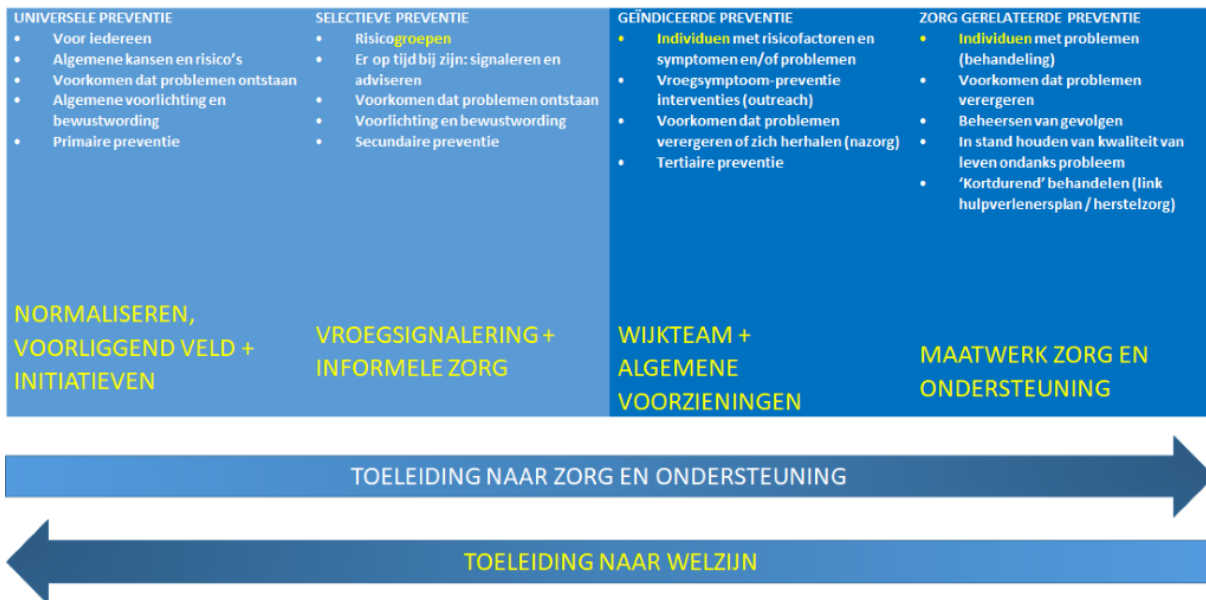 UNIVERSELE PREVENTIE
• Voor iedereen
• Algemene kansen en risico's
• Voorkomen dat problemen ontstaan
• Algemene voorlichting en
bewustwording
• Primaire preventie
NORMALISEREN,
VOORLIGGEND VELD +
INITIATIEVEN
SELECTIEVE PREVENTIE
• Risicogroepen
• Er op tijd bij zijn: signaleren en
adviseren
• Voorkomen dat problemen ontstaan
• Voorlichting en bewustwording
• Secundaire preventie
VROEGSIGNALERING +
INFORMELE ZORG
GEÏNDICEERDE PREVENTIE
• Individuen met risicofactoren en
symptomen en/of problemen
• Vroegsymptoom-preventie
interventies (outreach)
• Voorkomen dat problemen
verergeren of zich herhalen (nazorg)
• Tertiaire preventie
WIJKTEAM +
ALGEMENE
VOORZIENINGEN
ZORG GERELATEERDE PREVENTIE
• Individuen met problemen
(behandeling)
• Voorkomen dat problemen
verergeren
• Beheersen van gevolgen
• In stand houden van kwaliteit van
leven ondanks probleem
• ‘Kortdurend’ behandelen (link
hulpverlenersplan / herstelzorg)
MAATWERK ZORG EN
ONDERSTEUNING
TOELEIDING NAAR ZORG EN ONDERSTEUNING
TOELEIDING NAAR WELZIJN